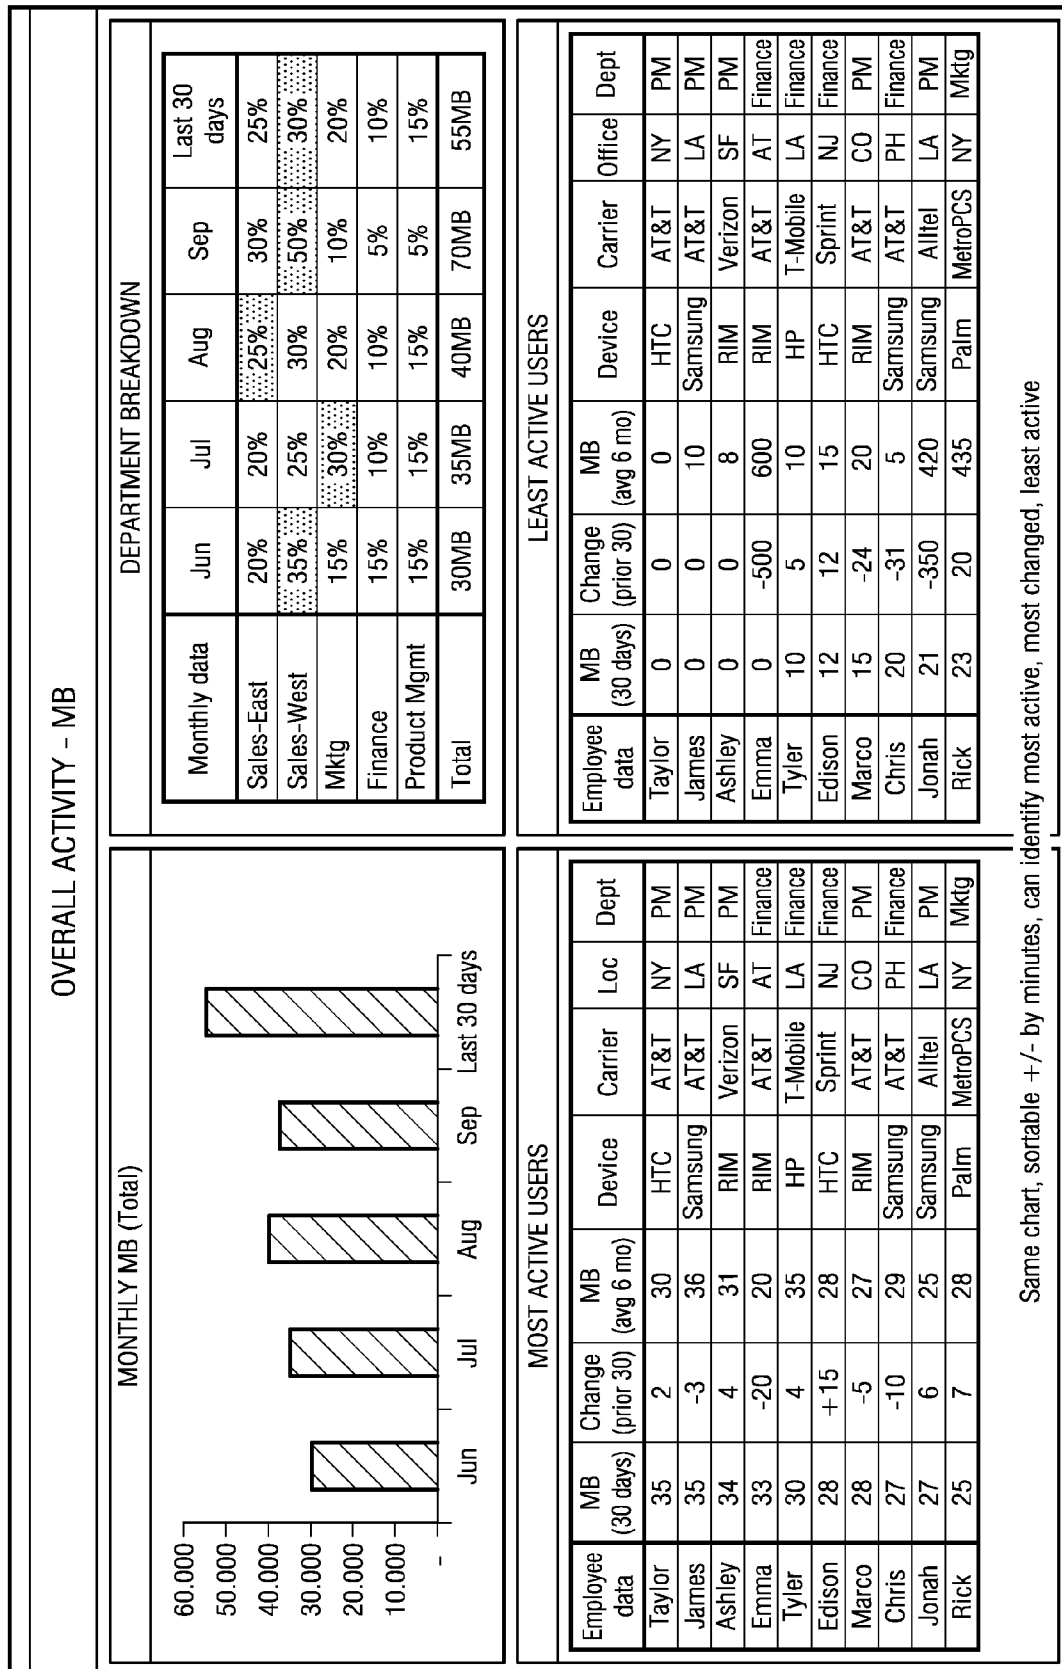 OVERALL ACTIVITY - MB
MONTHLY MB (Total)
60.000
50.000
40.000
30.000
20.000
10.000
-
Jun Jul Aug Sep Last 30 days
DEPARTMENT BREAKDOWN
Monthly data Jun Jul Aug Sep Last 30 days
Sales-East 20% 20% 25% 30% 25%
Sales-West 35% 25% 30% 50% 30%
Mktg 15% 30% 20% 10% 20%
Finance 15% 10% 10% 5% 10%
Product Mgmt 15% 15% 15% 5% 15%
Total 30MB 35MB 40MB 70MB 55MB
MOST ACTIVE USERS
Employee data MB (30 days) Change (prior 30) MB (avg 6 mo) Device Carrier Loc Dept
Taylor 35 2 30 HTC AT&T NY PM
James 35 -3 36 Samsung AT&T LA PM
Ashley 34 4 31 RIM Verizon SF PM
Emma 33 -20 20 RIM AT&T AT Finance
Tyler 30 4 35 HP T-Mobile LA Finance
Edison 28 +15 28 HTC Sprint NJ Finance
Marco 28 -5 27 RIM AT&T CO PM
Chris 27 -10 29 Samsung AT&T PH Finance
Jonah 27 6 25 Samsung Alltel LA PM
Rick 25 7 28 Palm MetroPCS NY Mktg
LEAST ACTIVE USERS
Employee data MB (30 days) Change (prior 30) MB (avg 6 mo) Device Carrier Office Dept
Taylor 0 0 0 HTC AT&T NY PM
James 0 0 10 Samsung AT&T LA PM
Ashley 0 0 8 RIM Verizon SF PM
Emma 0 -500 600 RIM AT&T AT Finance
Tyler 10 5 10 HP T-Mobile LA Finance
Edison 12 12 15 HTC Sprint NJ Finance
Marco 15 -24 20 RIM AT&T CO PM
Chris 20 -31 5 Samsung AT&T PH Finance
Jonah 21 -350 420 Samsung Alltel LA PM
Rick 23 20 435 Palm MetroPCS NY Mktg
Same chart, sortable +/- by minutes, can identify most active, most changed, least active